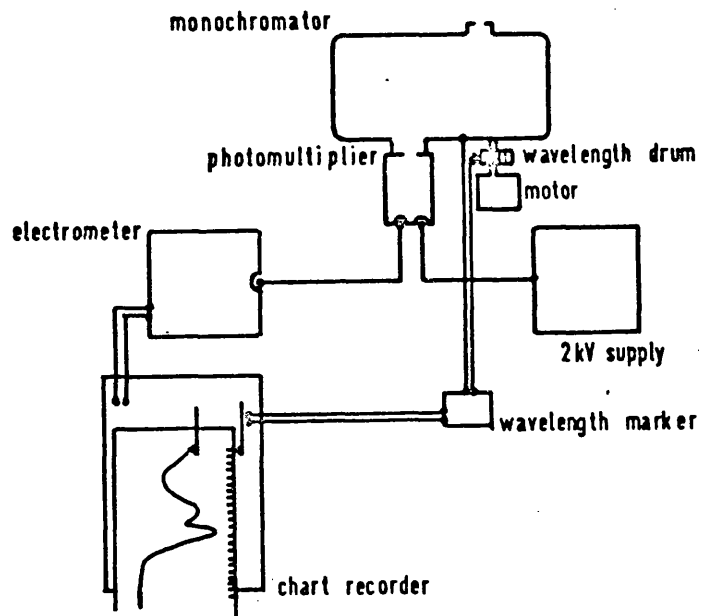 monochromator
photomultiplier
wavelength drum
motor
electrometer
2kV supply
wavelength marker
chart recorder